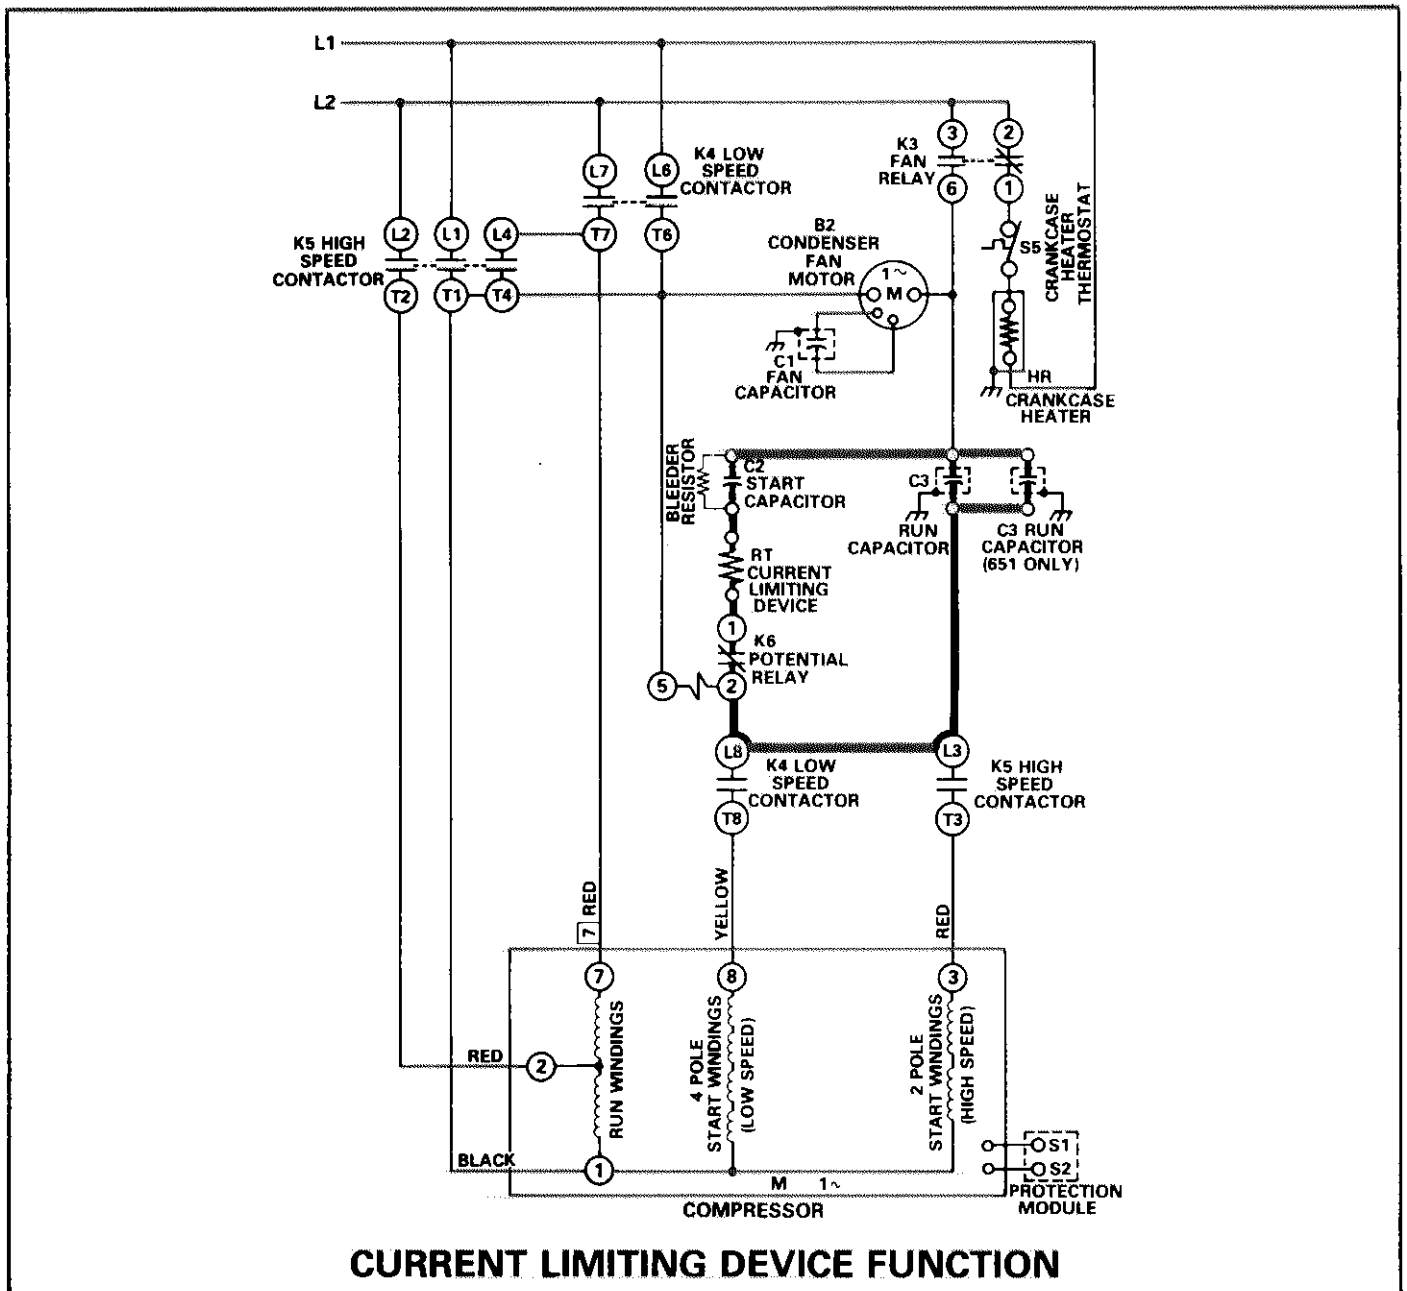 L1
L2
L7
L6
K4 LOW
SPEED
CONTACTOR
3
2
K3
FAN
RELAY
6
1
L2
L1
L4
T7
T6
K5 HIGH
SPEED
CONTACTOR
T2
T1
T4
B2
CONDENSER
FAN
MOTOR
1~
M
S5
CRANKCASE
HEATER
THERMOSTAT
C1
FAN
CAPACITOR
HR
CRANKCASE
HEATER
BLEEDER
RESISTOR
C2
START
CAPACITOR
C3
RUN
CAPACITOR
C3 RUN
CAPACITOR
(651 ONLY)
RT
CURRENT
LIMITING
DEVICE
1
K6
POTENTIAL
RELAY
5
2
L8
L3
K4 LOW
SPEED
CONTACTOR
K5 HIGH
SPEED
CONTACTOR
T8
T3
7 RED
YELLOW
RED
7
8
3
RED
2
RUN WINDINGS
4 POLE
START WINDINGS
(LOW SPEED)
2 POLE
START WINDINGS
(HIGH SPEED)
BLACK
1
M 1~
S1
S2
PROTECTION
MODULE
COMPRESSOR
CURRENT LIMITING DEVICE FUNCTION